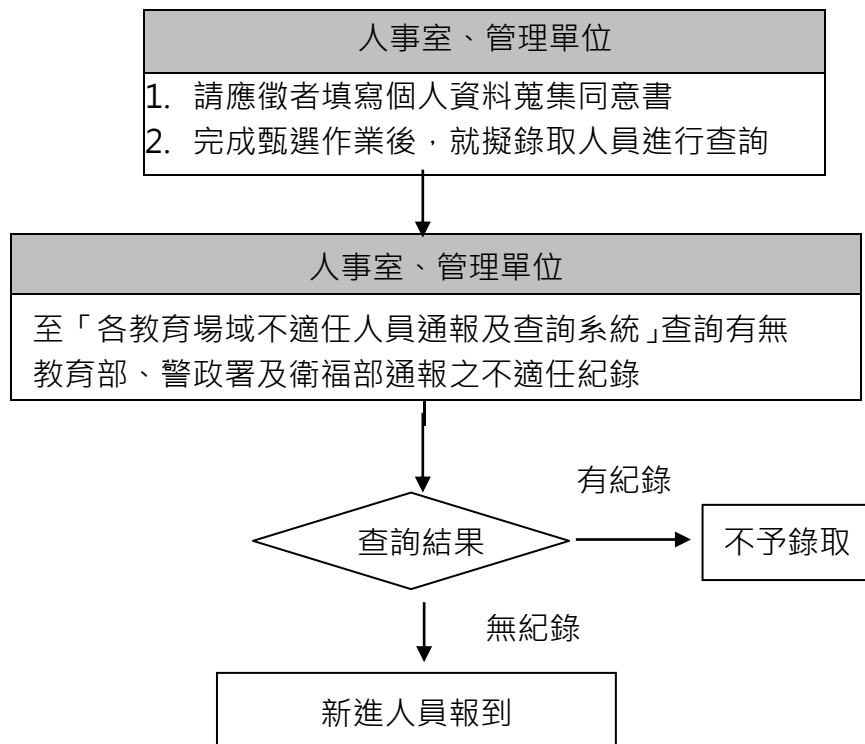 人事室、管理單位
1. 請應徵者填寫個人資料蒐集同意書
2. 完成甄選作業後，就擬錄取人員進行查詢
人事室、管理單位
至「各教育場域不適任人員通報及查詢系統」查詢有無
教育部、警政署及衛福部通報之不適任紀錄
有紀錄
查詢結果
不予錄取
無紀錄
新進人員報到